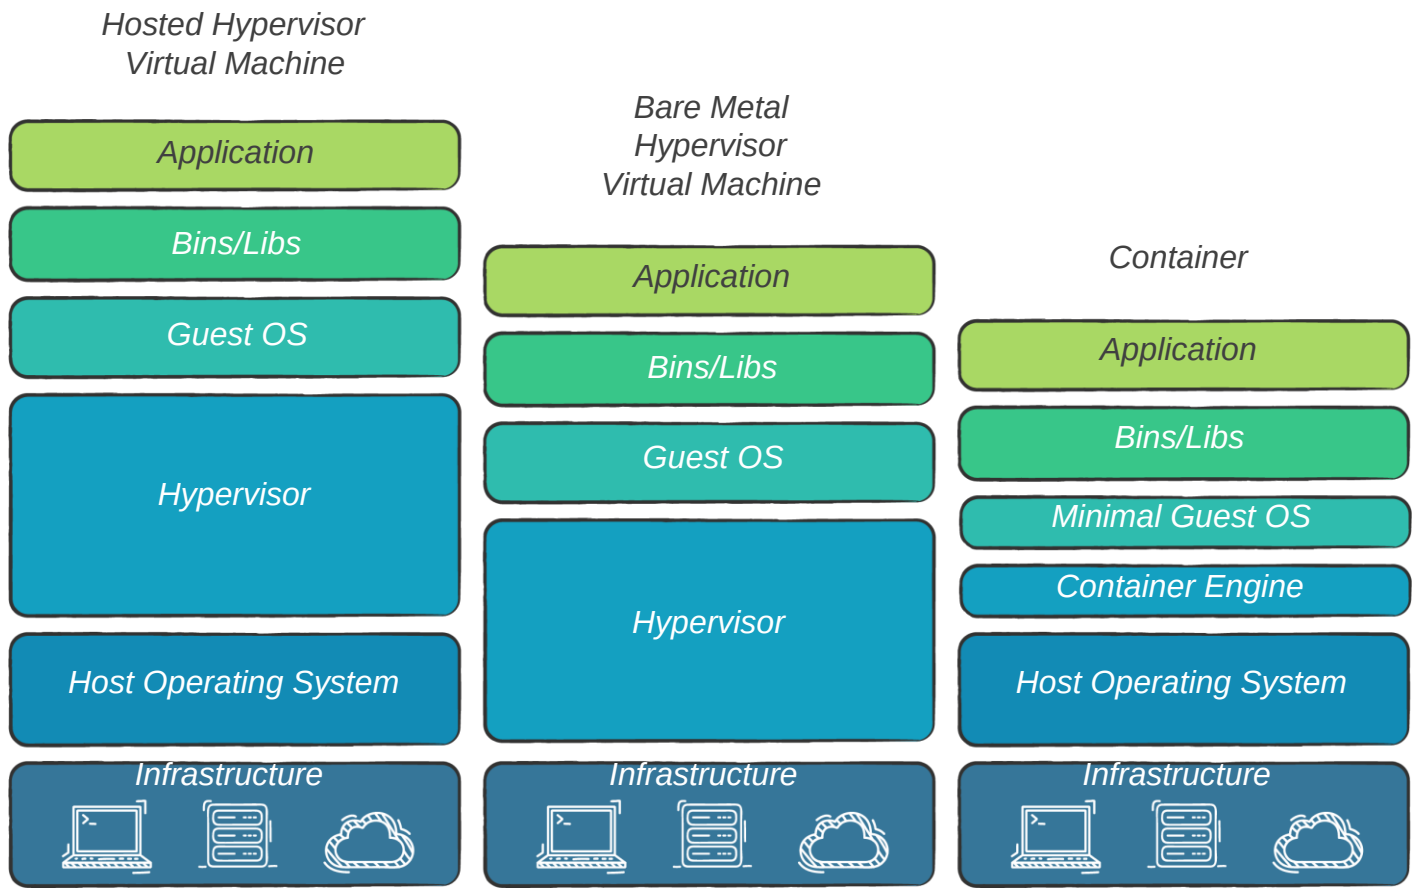 Hosted Hypervisor
Virtual Machine
Application
Bins/Libs
Guest OS
Hypervisor
Host Operating System
Infrastructure
>_
Bare Metal
Hypervisor
Virtual Machine
Application
Bins/Libs
Guest OS
Hypervisor
Infrastructure
>_
Container
Application
Bins/Libs
Minimal Guest OS
Container Engine
Host Operating System
Infrastructure
>_